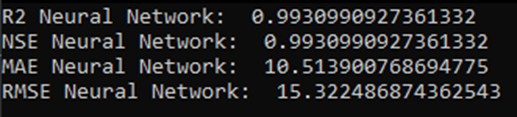 R2 Neural Network:  0.9930990927361332
NSE Neural Network:  0.9930990927361332
MAE Neural Network:  10.513900768694775
RMSE Neural Network:  15.322486874362543